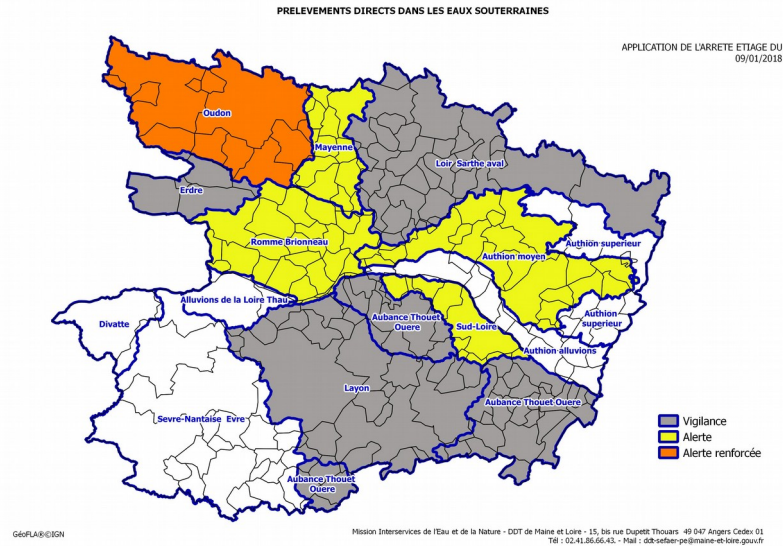 PRELEVEMENTS DIRECTS DANS LES EAUX SOUTERRAINES
APPLICATION DE L'ARRETE ETIAGE DU
09/01/2018
Oudon
Mayenne
Loir Sarthe aval
Erdre
Romme Brionneau
Authion superieur
Authion moyen
Alluvions de la Loire Thau
Divatte
Aubance Thouet
Ouere
Sud-Loire
Authion
superieur
Authion alluvions
Layon
Aubance Thouet Ouere
Sevre-Nantaise Evre
Aubance Thouet
Ouere
Vigilance
Alerte
Alerte renforcée
GéoFLA®©IGN
Mission Interservices de l'Eau et de la Nature - DDT de Maine et Loire - 15, bis rue Dupetit Thouars 49 047 Angers Cedex 01
Tél : 02.41.86.66.43. - Mail : ddt-sefaer-pe@maine-et-loire.gouv.fr